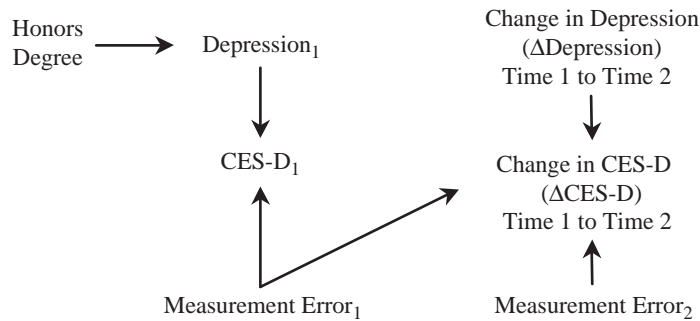 Honors
Degree
Depression1
Change in Depression
(ΔDepression)
Time 1 to Time 2
CES-D1
Change in CES-D
(ΔCES-D)
Time 1 to Time 2
Measurement Error1
Measurement Error2